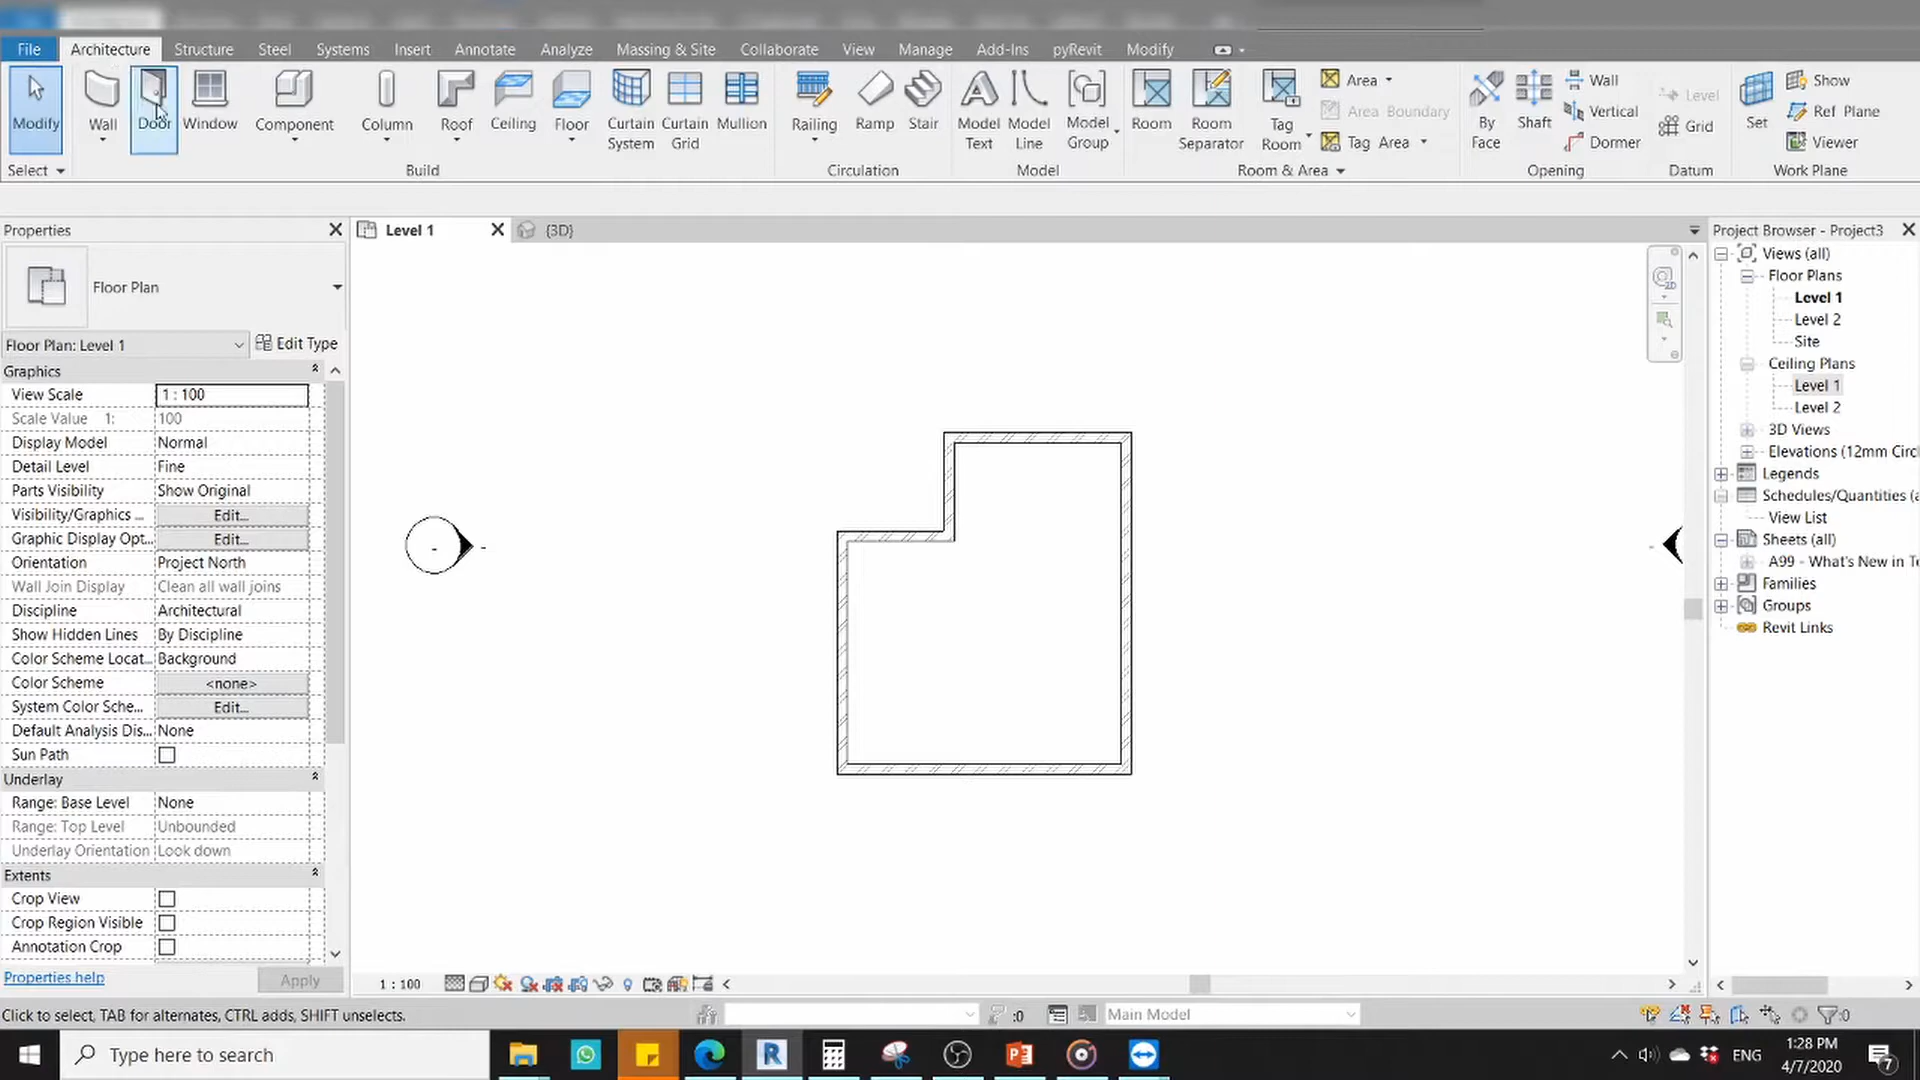 File Architecture Structure Steel Systems Insert Annotate Analyze Massing & Site Collaborate View Manage Add-Ins pyRevit Modify
Modify
Wall
Door
Window
Component
Column
Roof
Ceiling
Floor
Curtain System
Curtain Grid
Mullion
Railing
Ramp
Stair
Model Text
Model Line
Model Group
Room
Room Separator
Tag Room
Area
Area Boundary
Tag Area
By Face
Shaft
Wall
Vertical
Dormer
Level
Grid
Set
Show
Ref Plane
Viewer
Select Build Circulation Model Room & Area Opening Datum Work Plane
Properties
Floor Plan
Floor Plan: Level 1 Edit Type
Graphics
View Scale 1 : 100
Scale Value 1: 100
Display Model Normal
Detail Level Fine
Parts Visibility Show Original
Visibility/Graphics ... Edit...
Graphic Display Opt... Edit...
Orientation Project North
Wall Join Display Clean all wall joins
Discipline Architectural
Show Hidden Lines By Discipline
Color Scheme Locat... Background
Color Scheme <none>
System Color Sche... Edit...
Default Analysis Dis... None
Sun Path
Underlay
Range: Base Level None
Range: Top Level Unbounded
Underlay Orientation Look down
Extents
Crop View
Crop Region Visible
Annotation Crop
Properties help Apply
Level 1 {3D}
2D
1 : 100
Project Browser - Project3
Views (all)
Floor Plans
Level 1
Level 2
Site
Ceiling Plans
Level 1
Level 2
3D Views
Elevations (12mm Circl
Legends
Schedules/Quantities (a
View List
Sheets (all)
A99 - What's New in Te
Families
Groups
Revit Links
Click to select, TAB for alternates, CTRL adds, SHIFT unselects. :0 Main Model :0
Type here to search
ENG
1:28 PM
4/7/2020
7